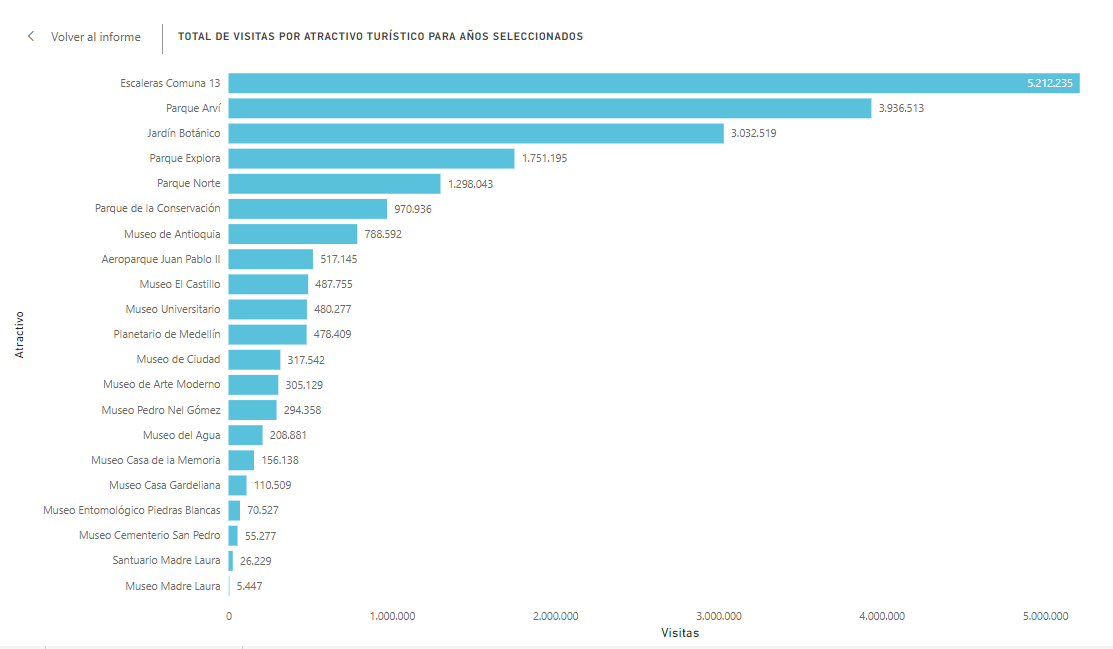 Volver al informe
TOTAL DE VISITAS POR ATRACTIVO TURÍSTICO PARA AÑOS SELECCIONADOS
Atractivo
Escaleras Comuna 13 5.212.235
Parque Arví 3.936.513
Jardín Botánico 3.032.519
Parque Explora 1.751.195
Parque Norte 1.298.043
Parque de la Conservación 970.936
Museo de Antioquia 788.592
Aeroparque Juan Pablo II 517.145
Museo El Castillo 487.755
Museo Universitario 480.277
Planetario de Medellín 478.409
Museo de Ciudad 317.542
Museo de Arte Moderno 305.129
Museo Pedro Nel Gómez 294.358
Museo del Agua 208.881
Museo Casa de la Memoria 156.138
Museo Casa Gardeliana 110.509
Museo Entomológico Piedras Blancas 70.527
Museo Cementerio San Pedro 55.277
Santuario Madre Laura 26.229
Museo Madre Laura 5.447
0 1.000.000 2.000.000 3.000.000 4.000.000 5.000.000
Visitas